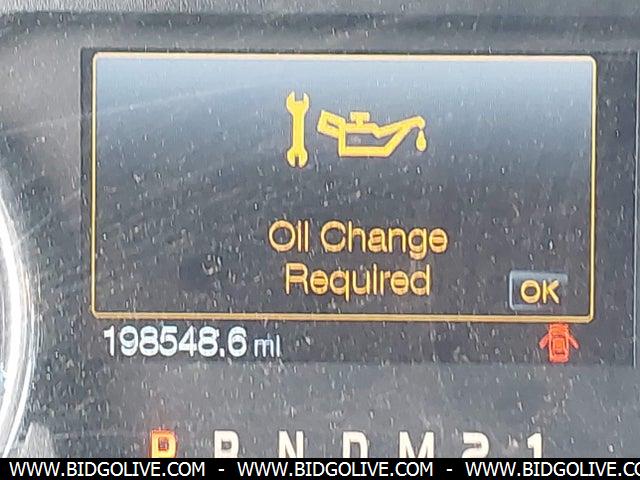 Oil Change
Required
OK
198548.6 mi
P R N D M 2 1
WWW.BIDGOLIVE.COM - WWW.BIDGOLIVE.COM - WWW.BIDGOLIVE.CO